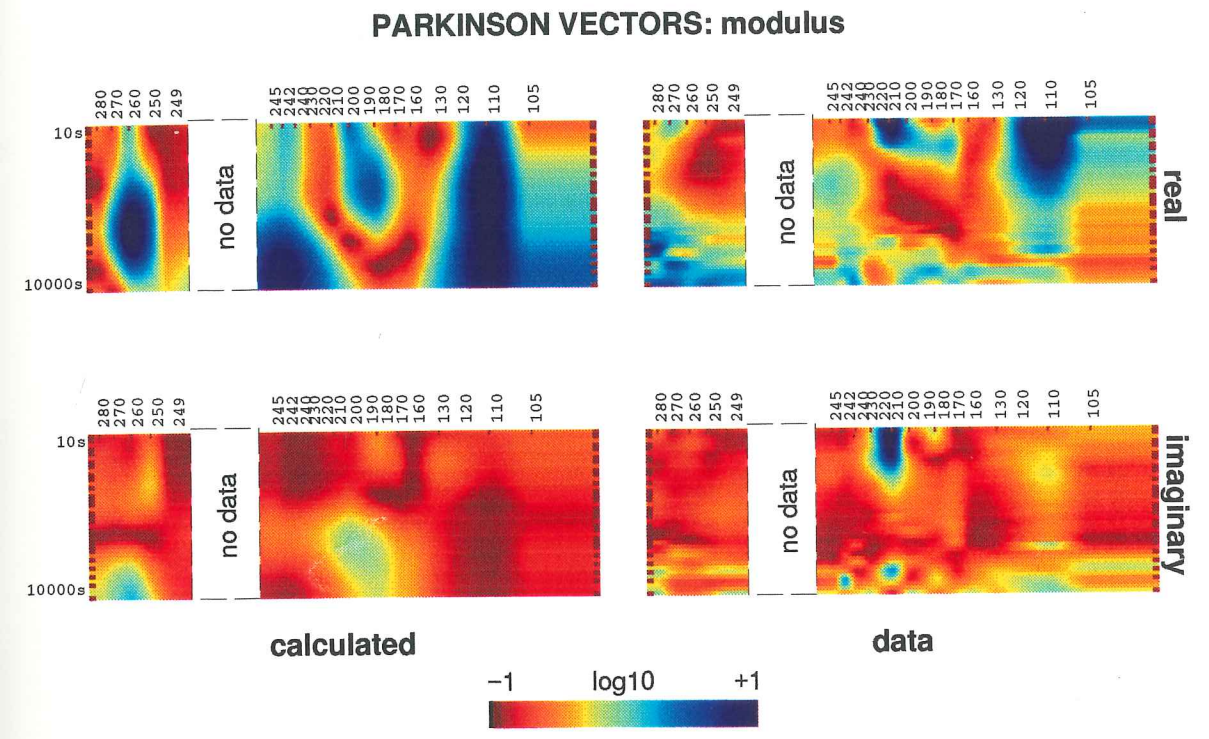 PARKINSON VECTORS: modulus
280 270 260 250 249 245 242 240 230 220 210 200 190 180 170 160 130 120 110 105 280 270 260 250 249 245 242 240 230 220 210 200 190 180 170 160 130 120 110 105
10s
no data
no data
real
10000s
280 270 260 250 249 245 242 240 230 220 210 200 190 180 170 160 130 120 110 105 280 270 260 250 249 245 242 240 230 220 210 200 190 180 170 160 130 120 110 105
10s
no data
no data
imaginary
10000s
calculated data
−1 log10 +1